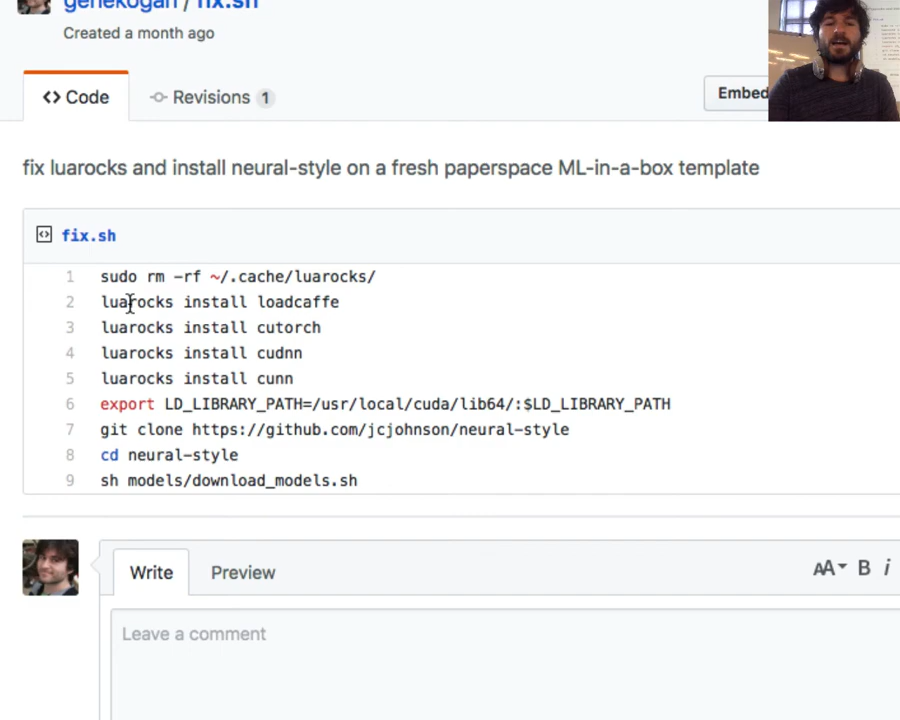 genekogan / fix.sh
Created a month ago
Code
Revisions 1
Embed
fix luarocks and install neural-style on a fresh paperspace ML-in-a-box template
fix.sh
1 sudo rm -rf ~/.cache/luarocks/
2 luarocks install loadcaffe
3 luarocks install cutorch
4 luarocks install cudnn
5 luarocks install cunn
6 export LD_LIBRARY_PATH=/usr/local/cuda/lib64/:$LD_LIBRARY_PATH
7 git clone https://github.com/jcjohnson/neural-style
8 cd neural-style
9 sh models/download_models.sh
Write
Preview
AA B i
Leave a comment